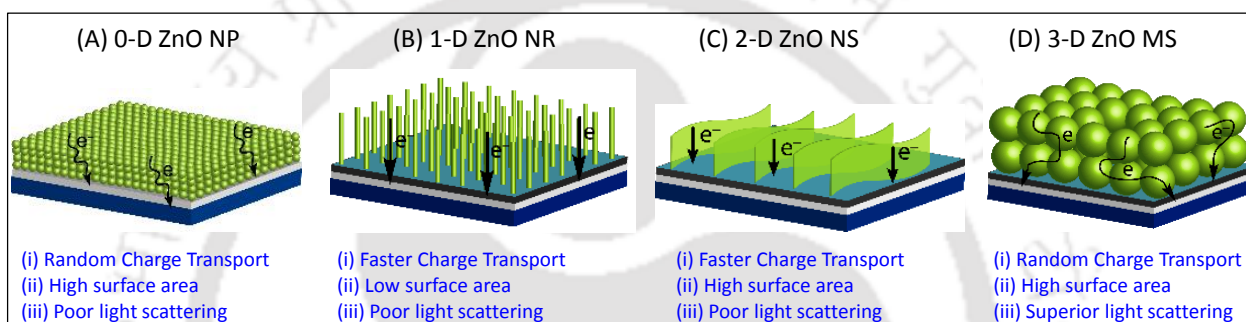 (A) 0-D ZnO NP
(B) 1-D ZnO NR
(C) 2-D ZnO NS
(D) 3-D ZnO MS
e⁻
e⁻
e
e⁻
e⁻
e
e⁻
e⁻
e⁻
e
e
e⁻
(i) Random Charge Transport
(ii) High surface area
(iii) Poor light scattering
(i) Faster Charge Transport
(ii) Low surface area
(iii) Poor light scattering
(i) Faster Charge Transport
(ii) High surface area
(iii) Poor light scattering
(i) Random Charge Transport
(ii) High surface area
(iii) Superior light scattering